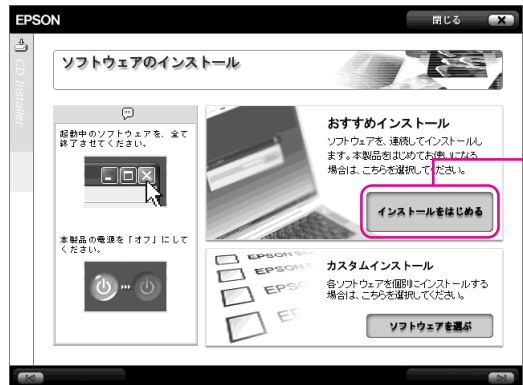 EPSON
閉じる
CD Installer
ソフトウェアのインストール
起動中のソフトウェアを、全て
終了させてください。
本製品の電源を「オフ」にして
ください。
おすすめインストール
ソフトウェアを、連続してインストールし
ます。本製品をはじめてお使いになる
場合は、こちらを選択してください。
インストールをはじめる
EPSON
EPSON
EPSO
EP
カスタムインストール
各ソフトウェアを個別にインストールする
場合は、こちらを選択してください。
ソフトウェアを選ぶ